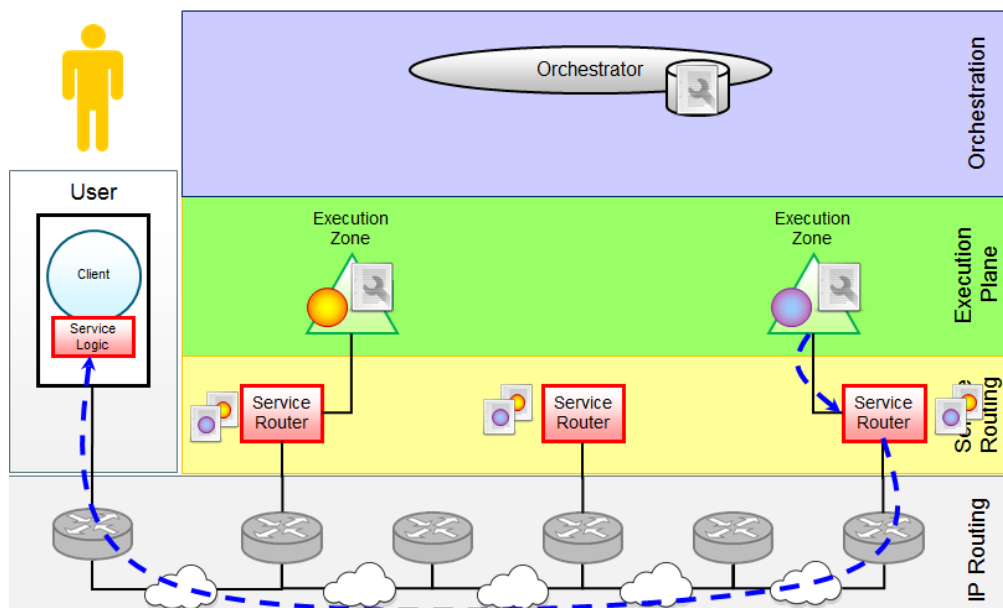 Orchestrator
Orchestration
User
Client
Service
Logic
Execution
Zone
Execution
Zone
Execution
Plane
Service
Router
Service
Router
Service
Router
Routing
IP Routing